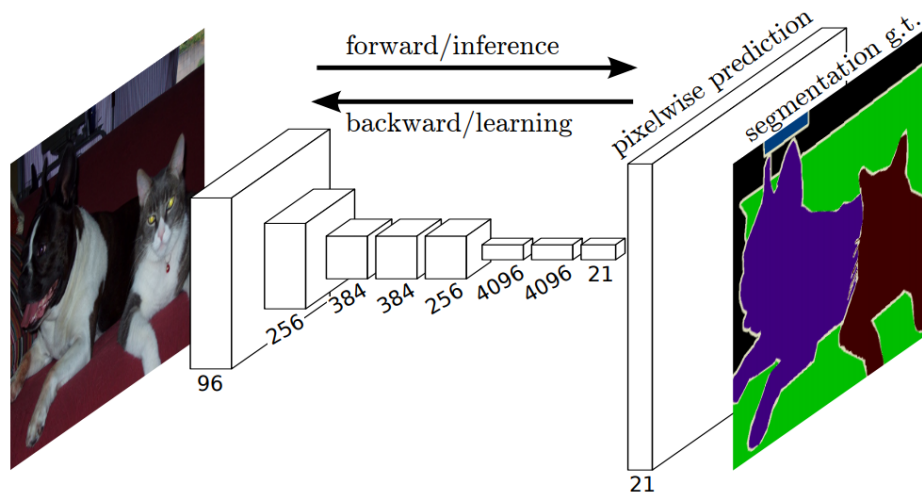 forward/inference
backward/learning
pixelwise prediction
segmentation g.t.
96
256
384
384
256
4096
4096
21
21